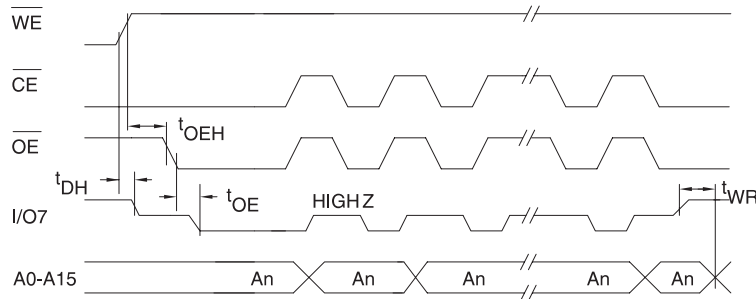 WE
CE
OE
tOEH
tDH
tOE
I/O7
HIGH Z
tWR
A0-A15
An An An An An